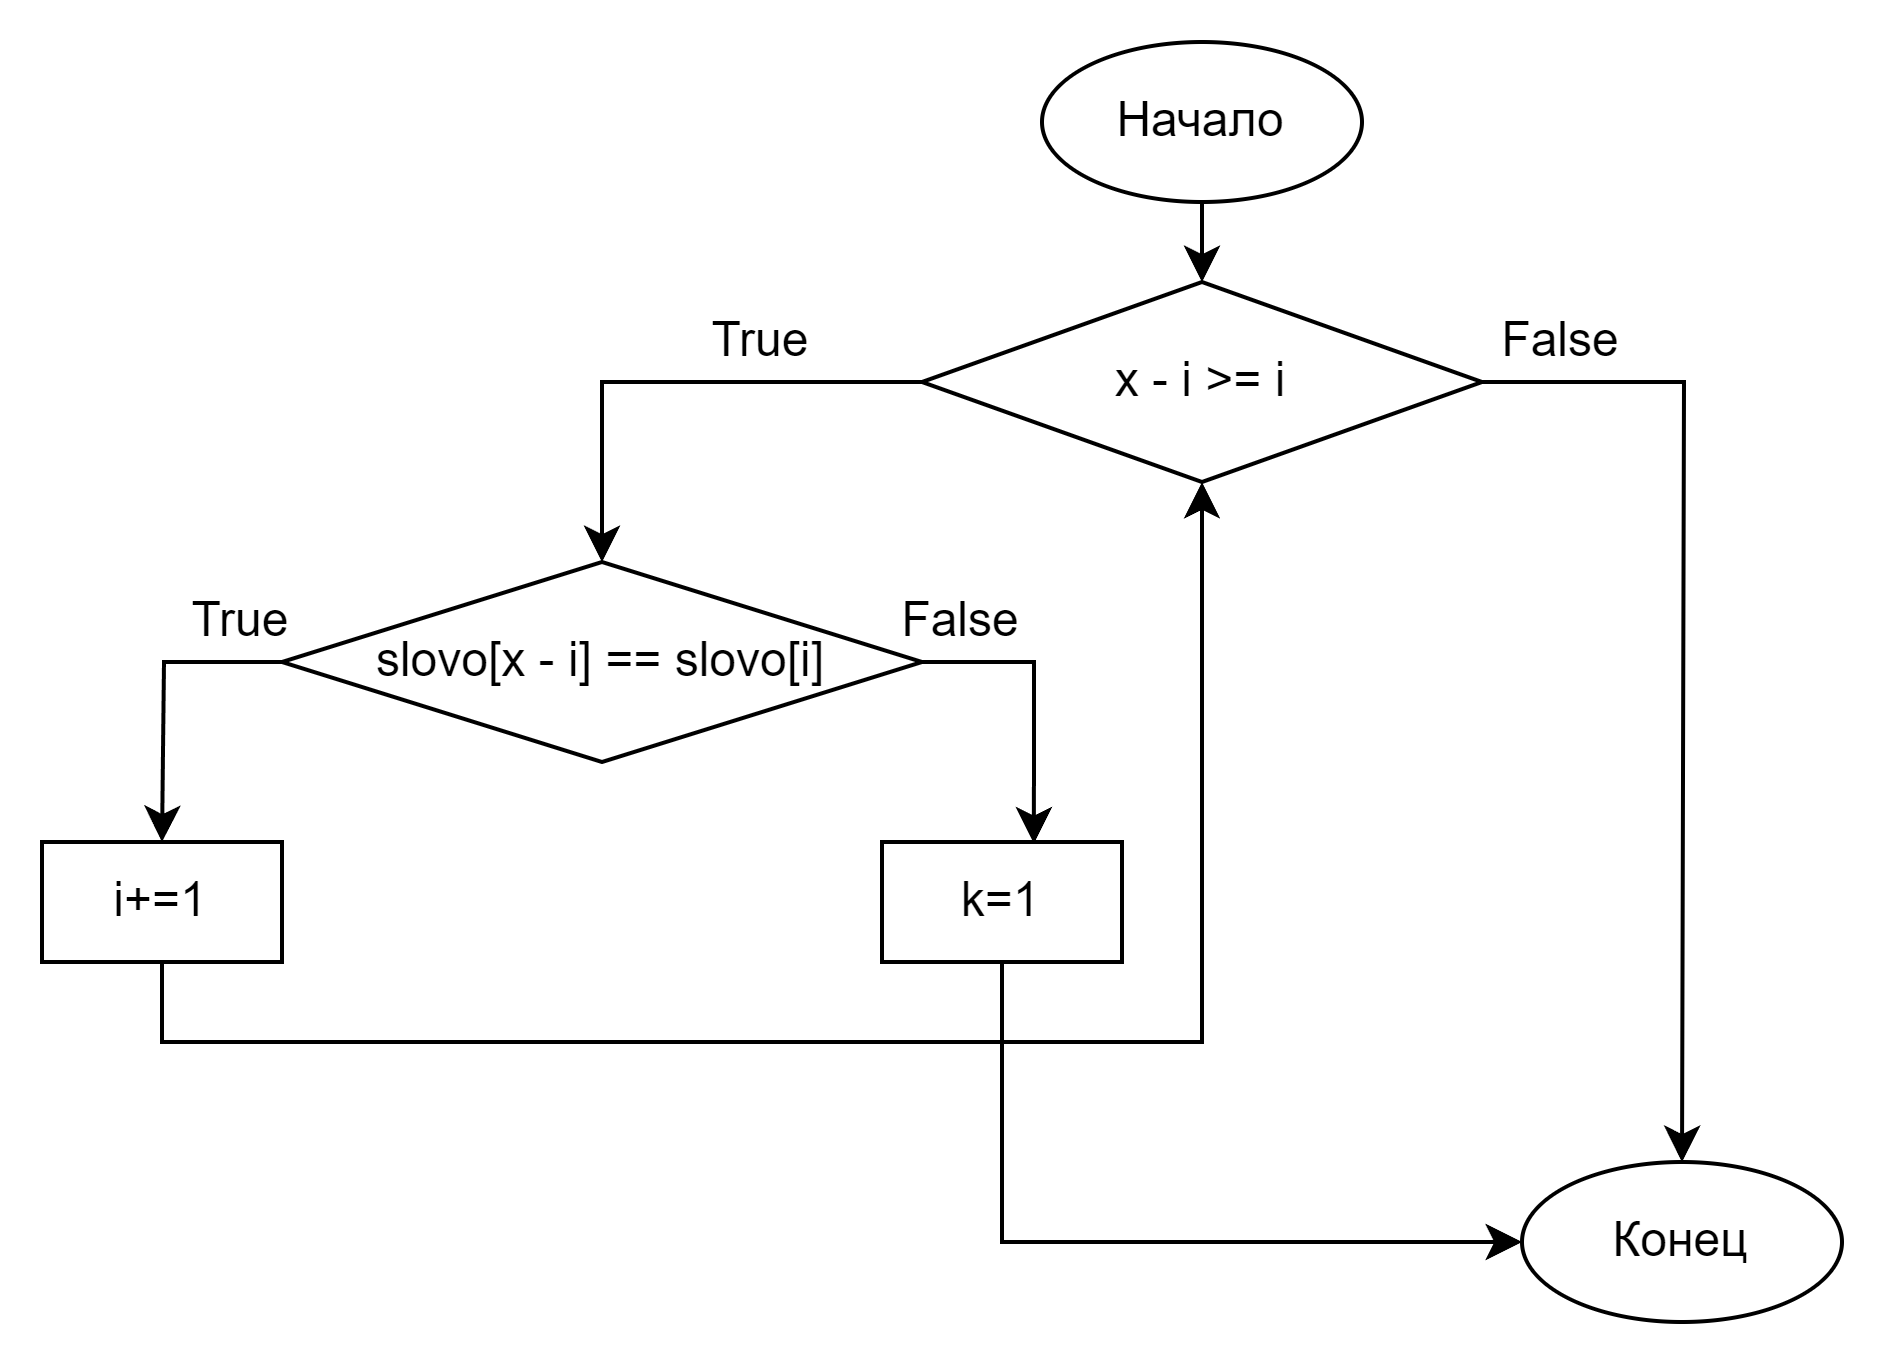 Начало
True
x - i >= i
False
True
slovo[x - i] == slovo[i]
False
i+=1
k=1
Конец